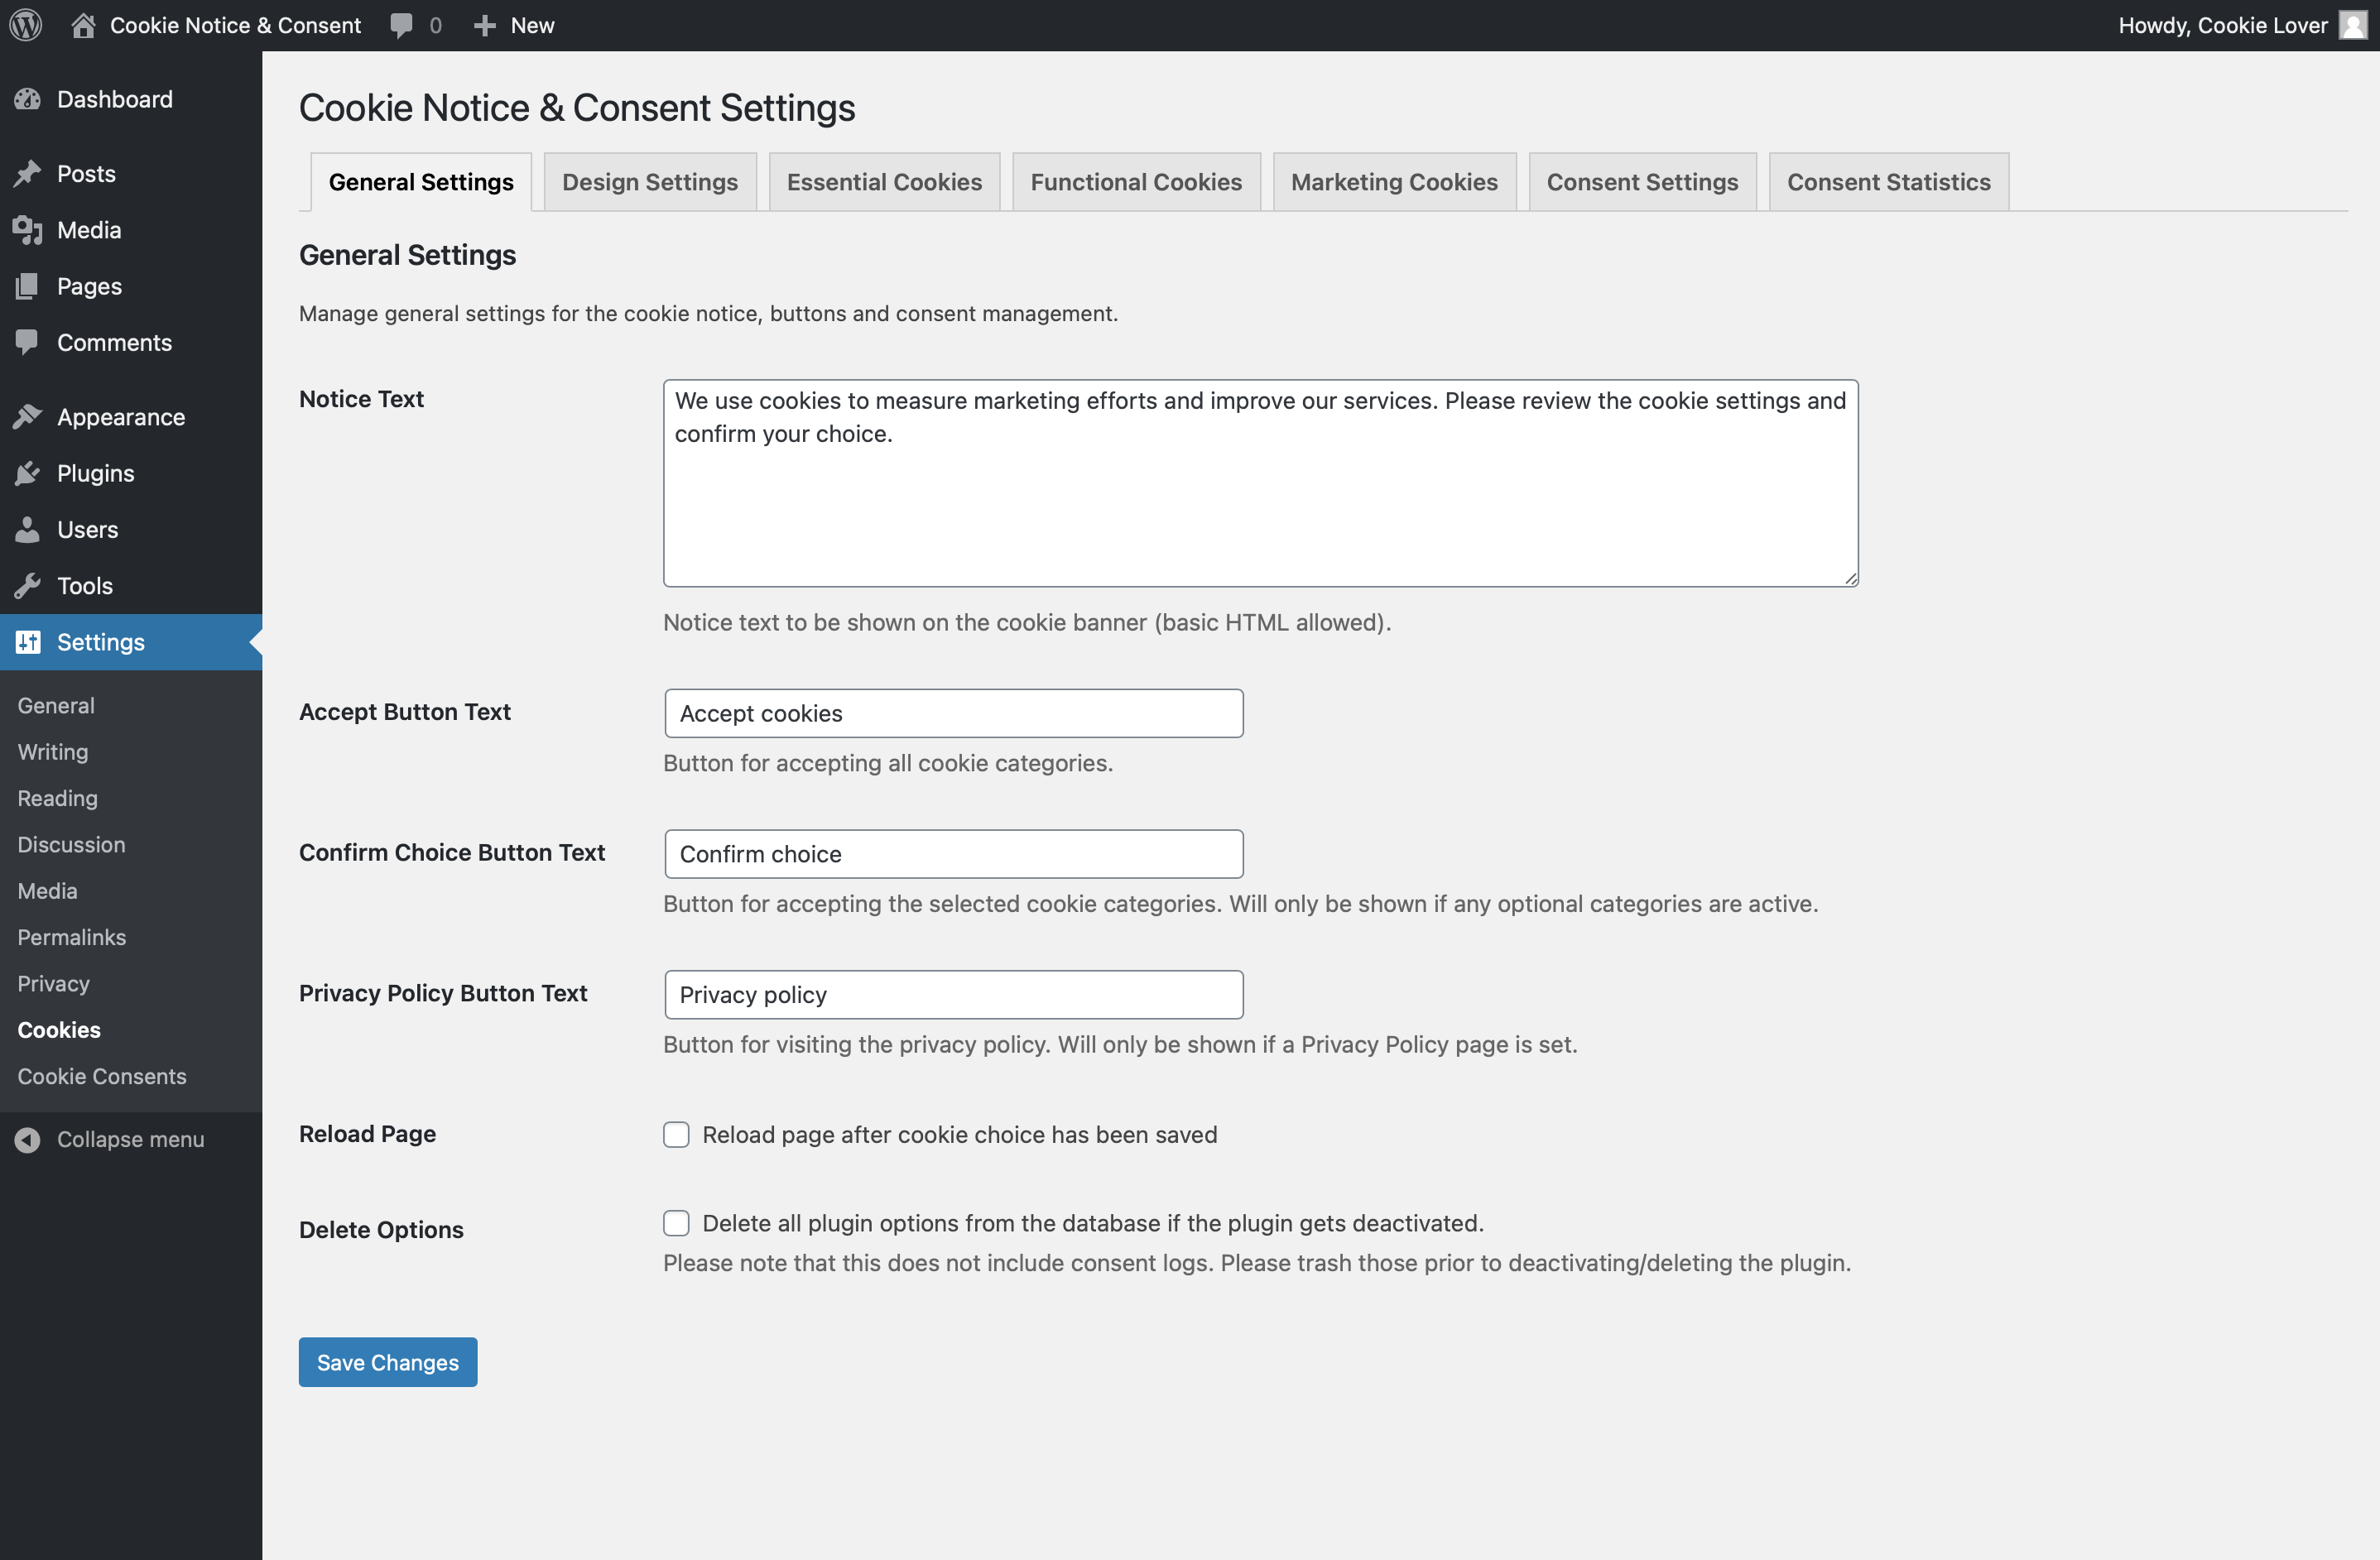 Cookie Notice & Consent
0
New
Howdy, Cookie Lover
Dashboard
Posts
Media
Pages
Comments
Appearance
Plugins
Users
Tools
Settings
General
Writing
Reading
Discussion
Media
Permalinks
Privacy
Cookies
Cookie Consents
Collapse menu
Cookie Notice & Consent Settings
General Settings
Design Settings
Essential Cookies
Functional Cookies
Marketing Cookies
Consent Settings
Consent Statistics
General Settings
Manage general settings for the cookie notice, buttons and consent management.
Notice Text
We use cookies to measure marketing efforts and improve our services. Please review the cookie settings and
confirm your choice.
Notice text to be shown on the cookie banner (basic HTML allowed).
Accept Button Text
Accept cookies
Button for accepting all cookie categories.
Confirm Choice Button Text
Confirm choice
Button for accepting the selected cookie categories. Will only be shown if any optional categories are active.
Privacy Policy Button Text
Privacy policy
Button for visiting the privacy policy. Will only be shown if a Privacy Policy page is set.
Reload Page
Reload page after cookie choice has been saved
Delete Options
Delete all plugin options from the database if the plugin gets deactivated.
Please note that this does not include consent logs. Please trash those prior to deactivating/deleting the plugin.
Save Changes